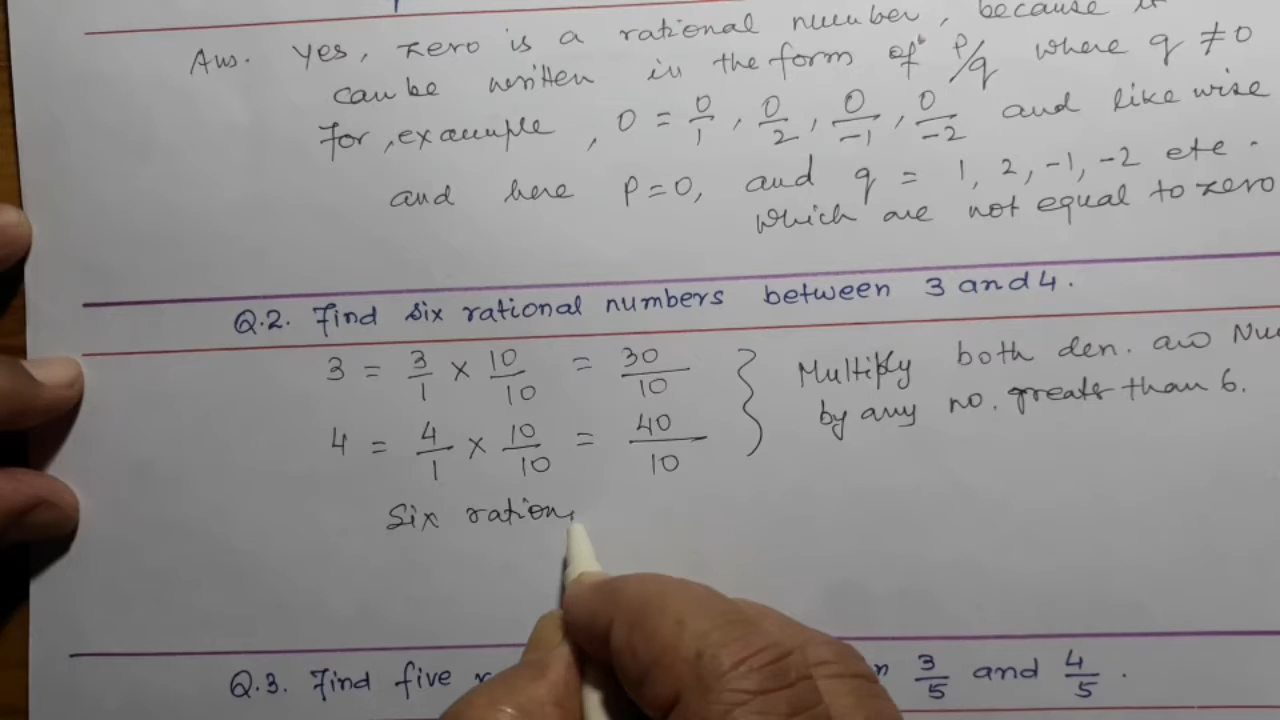 Ans. Yes, zero is a rational number, because it
can be written in the form of P/q where q ≠ 0
For, example, 0 = 0/1, 0/2, 0/-1, 0/-2 and like wise
and here P=0, and q = 1, 2, -1, -2 etc.
which are not equal to zero
Q.2. Find six rational numbers between 3 and 4.
3 = 3/1 × 10/10 = 30/10 } Multiply both den. and Nu
4 = 4/1 × 10/10 = 40/10 by any no. greater than 6.
Six ration
Q.3. Find five 3/5 and 4/5.